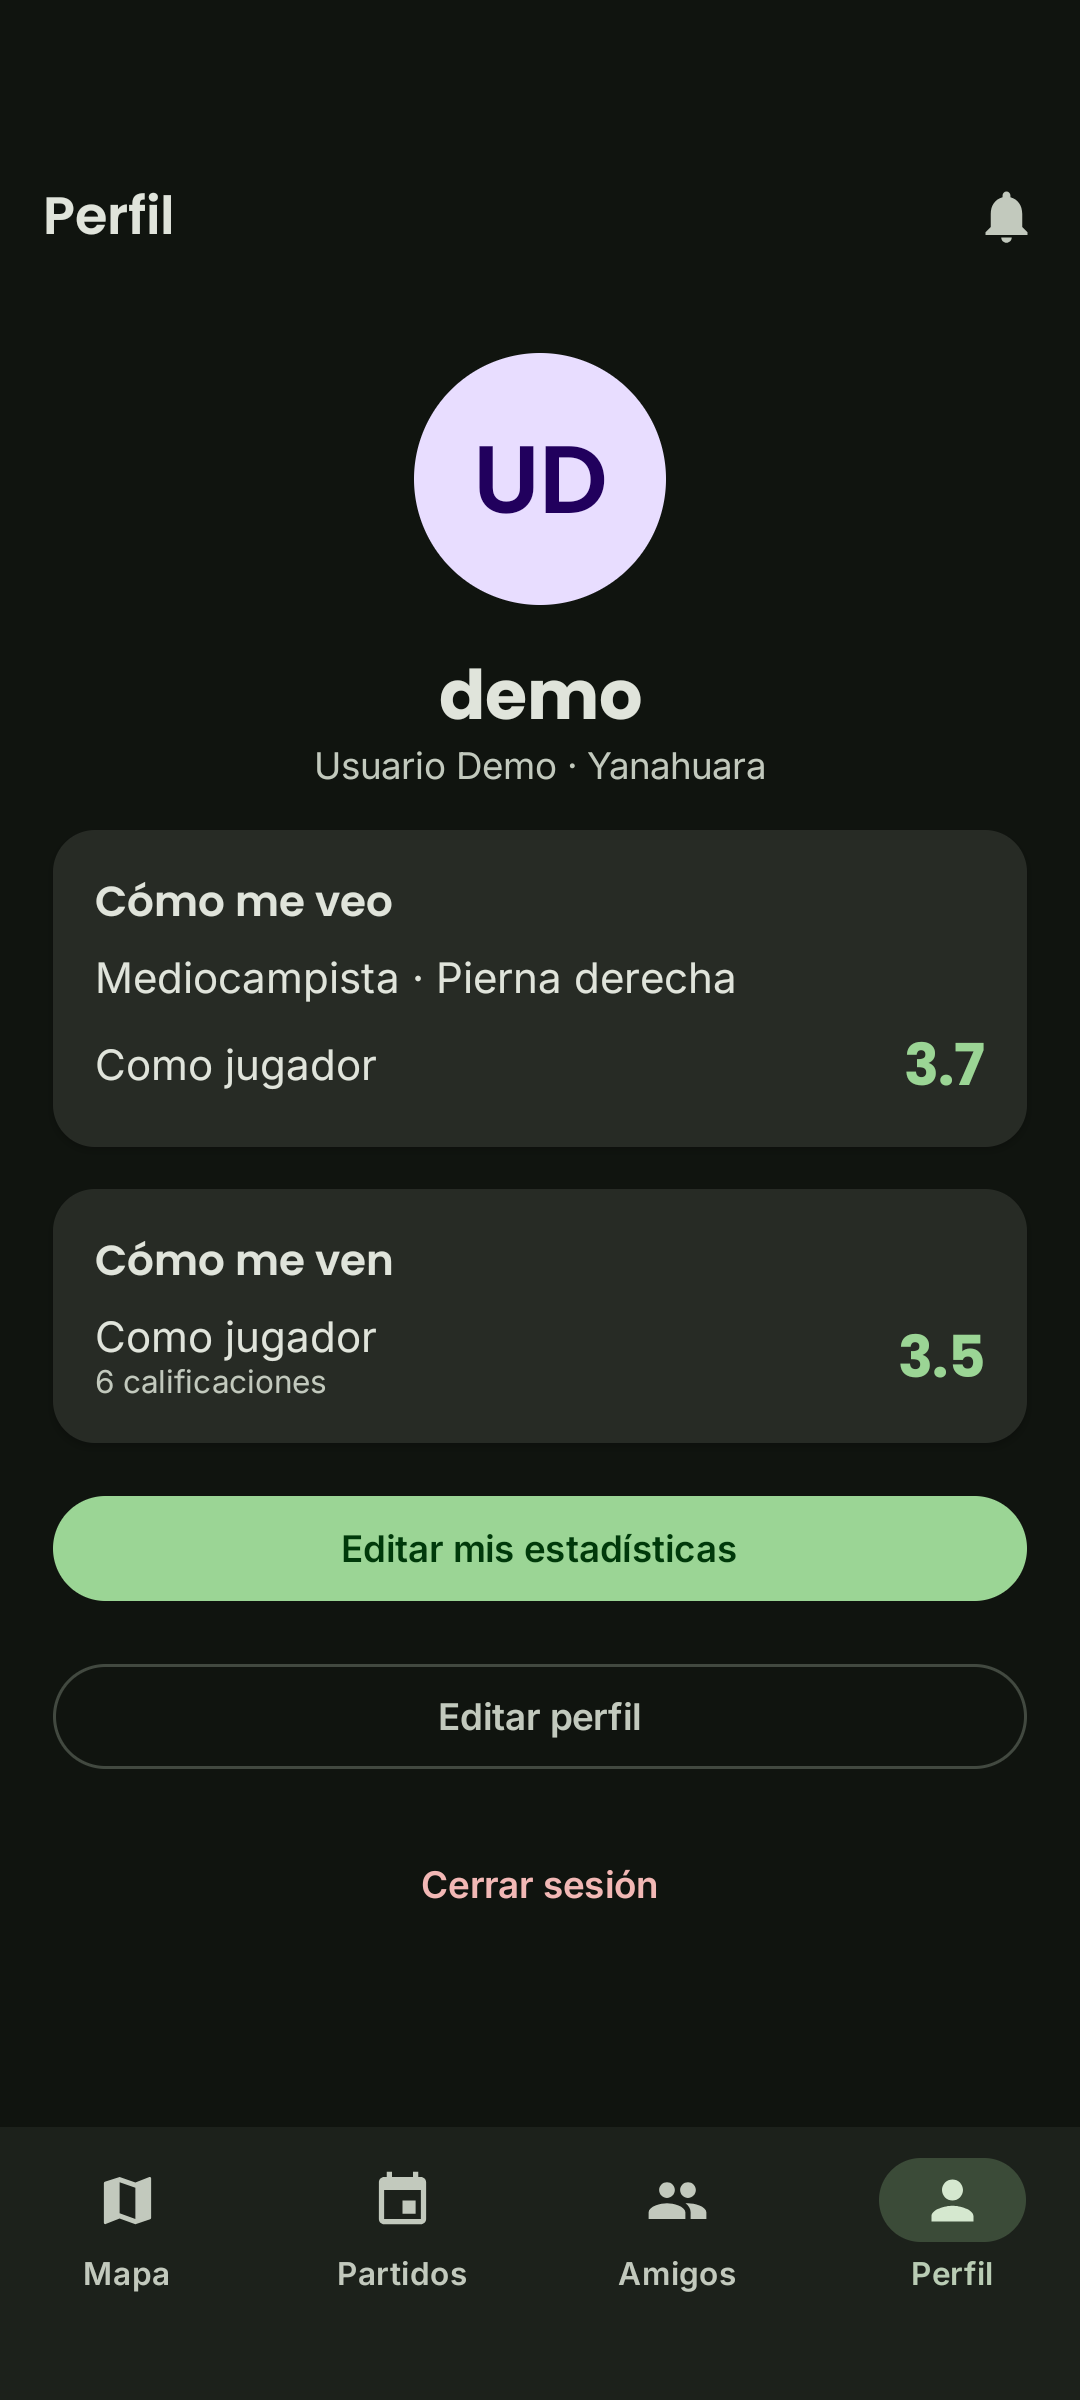 Perfil
UD
demo
Usuario Demo · Yanahuara
Cómo me veo
Mediocampista · Pierna derecha
Como jugador 3.7
Cómo me ven
Como jugador
6 calificaciones
3.5
Editar mis estadísticas
Editar perfil
Cerrar sesión
Mapa Partidos Amigos Perfil